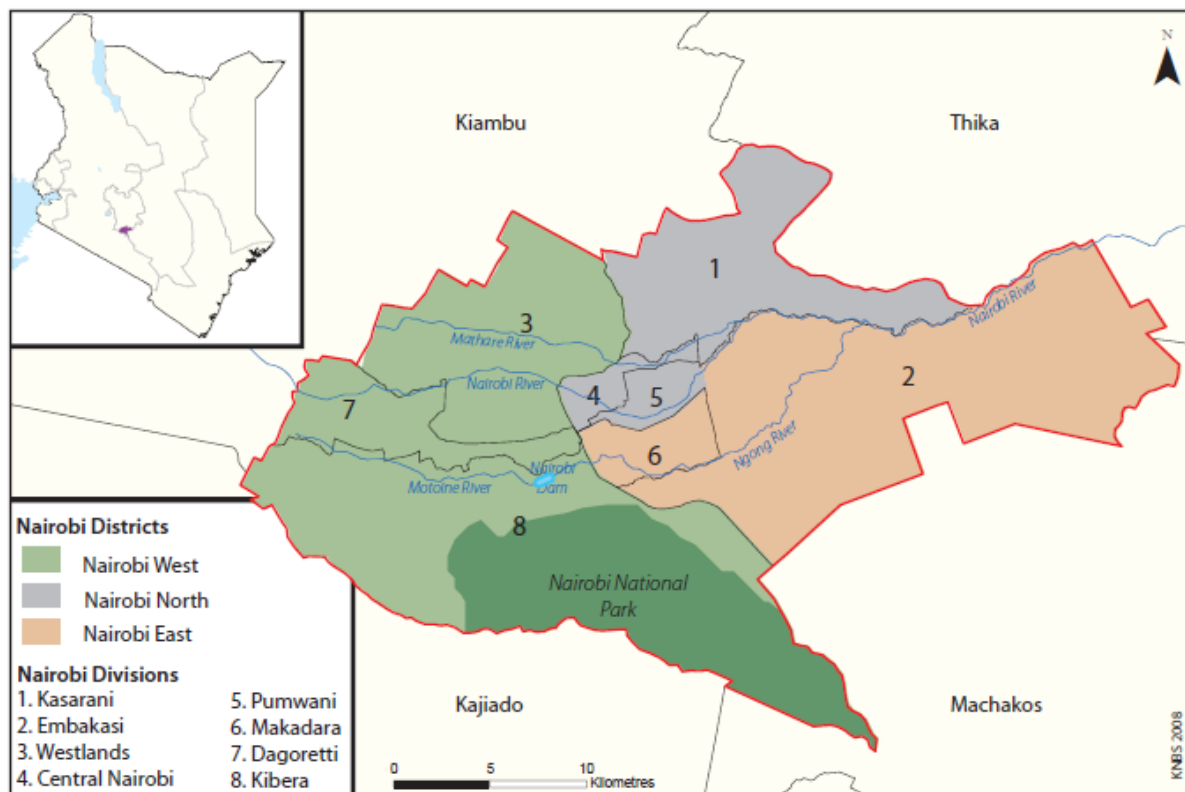 N
Kiambu
Thika
1
3
Mathare River
Nairobi River
2
Nairobi River
4
5
7
6
Ngong River
Nairobi
Dam
Motoine River
8
Nairobi National
Park
Nairobi Districts
Nairobi West
Nairobi North
Nairobi East
Nairobi Divisions
1. Kasarani
2. Embakasi
3. Westlands
4. Central Nairobi
5. Pumwani
6. Makadara
7. Dagoretti
8. Kibera
Kajiado
Machakos
0 5 10
Kilometres
KNBS 2008